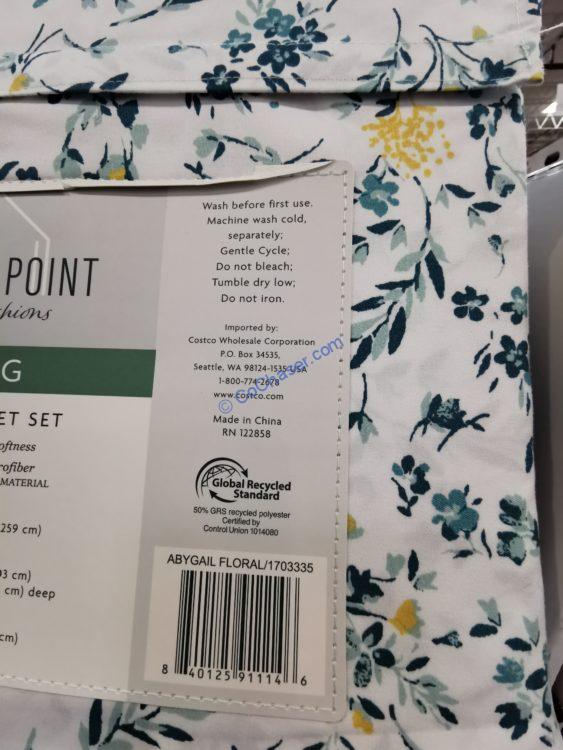 POINT
G
ET SET
oftness
rofiber
MATERIAL
259 cm)
03 cm)
cm) deep
cm)
Wash before first use.
Machine wash cold,
separately;
Gentle Cycle;
Do not bleach;
Tumble dry low;
Do not iron.
Imported by:
Costco Wholesale Corporation
P.O. Box 34535,
Seattle, WA 98124-1535 USA
1-800-774-2678
www.costco.com
Made in China
RN 122858
Global Recycled
Standard
50% GRS recycled polyester
Certified by
Control Union 1014080
ABYGAIL FLORAL/1703335
8 40125 91114 6
© CoChaser.com